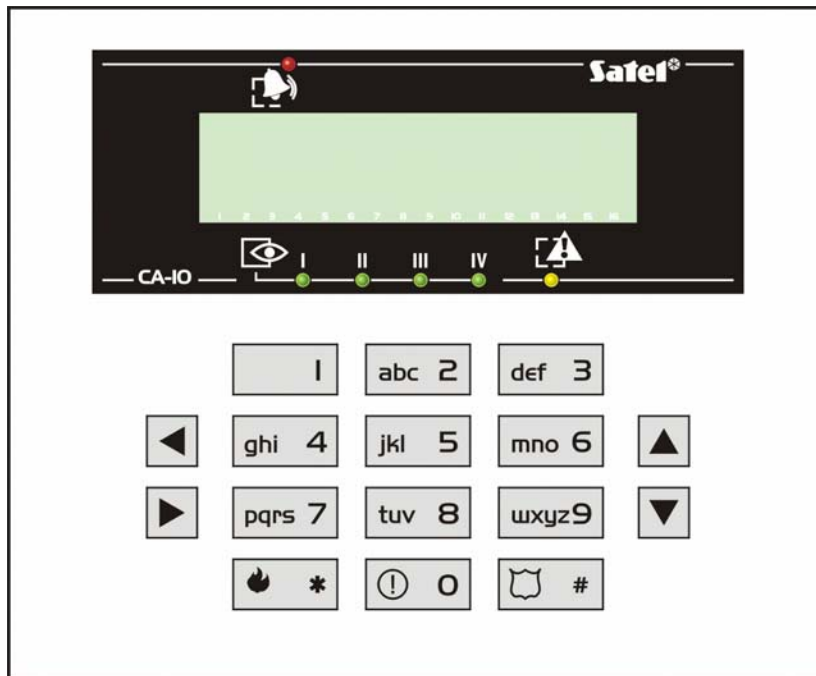 Satel®
1 2 3 4 5 6 7 8 9 10 11 12 13 14 15 16
I II III IV
CA-10
1 abc 2 def 3
ghi 4 jkl 5 mno 6
pqrs 7 tuv 8 wxyz 9
* 0 #